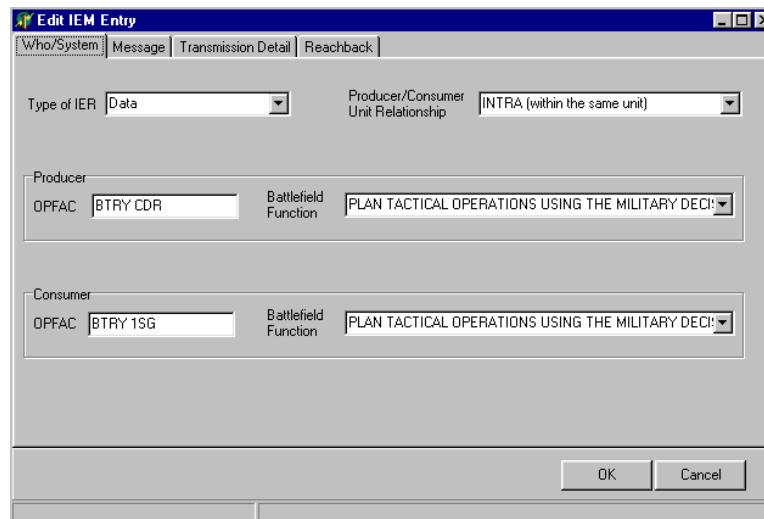 Edit IEM Entry
Who/System Message Transmission Detail Reachback
Type of IER Data Producer/Consumer
Unit Relationship INTRA (within the same unit)
Producer
OPFAC BTRY CDR Battlefield
Function PLAN TACTICAL OPERATIONS USING THE MILITARY
Consumer
OPFAC BTRY 1SG Battlefield
Function PLAN TACTICAL OPERATIONS USING THE MILITARY
OK Cancel